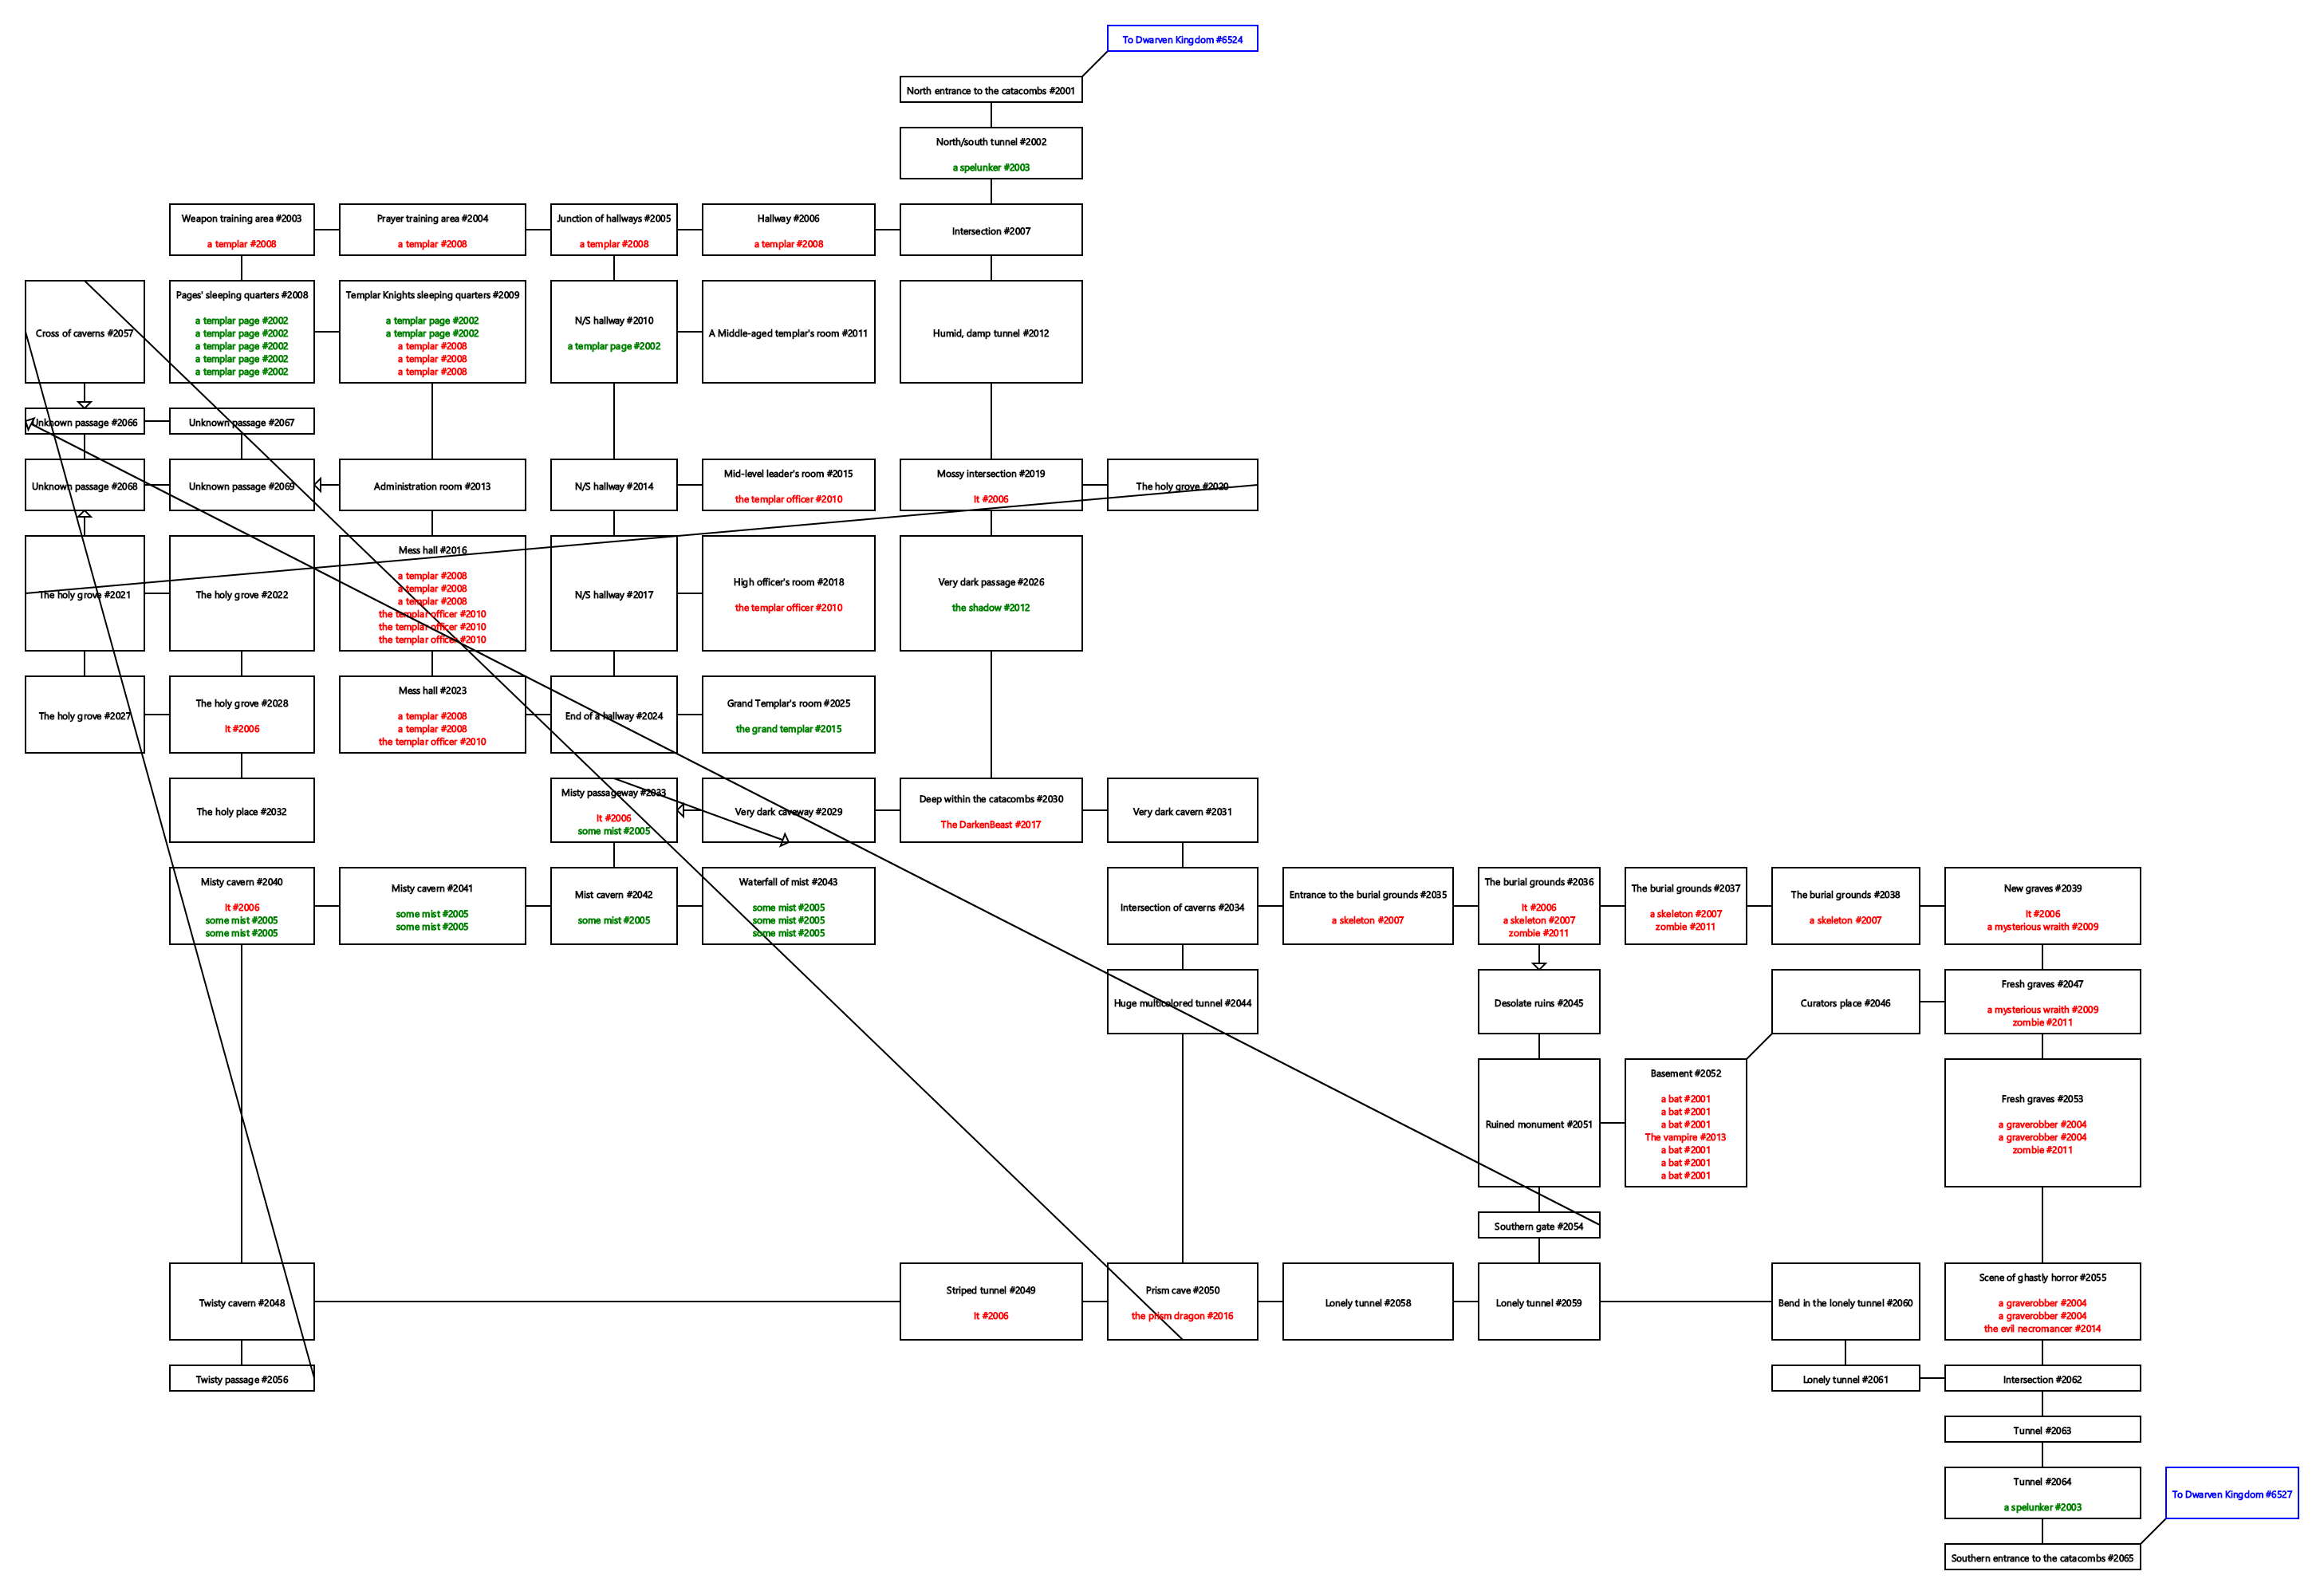 To Dwarven Kingdom #6524
North entrance to the catacombs #2001
North/south tunnel #2002
a spelunker #2003
Weapon training area #2003
a templar #2008
Prayer training area #2004
a templar #2008
Junction of hallways #2005
a templar #2008
Hallway #2006
a templar #2008
Intersection #2007
Cross of caverns #2057
Pages' sleeping quarters #2008
a templar page #2002
a templar page #2002
a templar page #2002
a templar page #2002
a templar page #2002
Templar Knights sleeping quarters #2009
a templar page #2002
a templar page #2002
a templar #2008
a templar #2008
a templar #2008
N/S hallway #2010
a templar page #2002
A Middle-aged templar's room #2011
Humid, damp tunnel #2012
Unknown passage #2066
Unknown passage #2067
Unknown passage #2068
Unknown passage #2069
Administration room #2013
N/S hallway #2014
Mid-level leader's room #2015
the templar officer #2010
Mossy intersection #2019
It #2006
The holy grove #2020
The holy grove #2021
The holy grove #2022
Mess hall #2016
a templar #2008
a templar #2008
a templar #2008
the templar officer #2010
the templar officer #2010
the templar officer #2010
N/S hallway #2017
High officer's room #2018
the templar officer #2010
Very dark passage #2026
the shadow #2012
The holy grove #2027
The holy grove #2028
It #2006
Mess hall #2023
a templar #2008
a templar #2008
the templar officer #2010
End of a hallway #2024
Grand Templar's room #2025
the grand templar #2015
The holy place #2032
Misty passageway #2033
It #2006
some mist #2005
Very dark caveway #2029
Deep within the catacombs #2030
The DarkenBeast #2017
Very dark cavern #2031
Misty cavern #2040
It #2006
some mist #2005
some mist #2005
Misty cavern #2041
some mist #2005
some mist #2005
Mist cavern #2042
some mist #2005
Waterfall of mist #2043
some mist #2005
some mist #2005
some mist #2005
Intersection of caverns #2034
Entrance to the burial grounds #2035
a skeleton #2007
The burial grounds #2036
It #2006
a skeleton #2007
zombie #2011
The burial grounds #2037
a skeleton #2007
zombie #2011
The burial grounds #2038
a skeleton #2007
New graves #2039
It #2006
a mysterious wraith #2009
Huge multicolored tunnel #2044
Desolate ruins #2045
Curators place #2046
Fresh graves #2047
a mysterious wraith #2009
zombie #2011
Ruined monument #2051
Basement #2052
a bat #2001
a bat #2001
a bat #2001
The vampire #2013
a bat #2001
a bat #2001
a bat #2001
Fresh graves #2053
a graverobber #2004
a graverobber #2004
zombie #2011
Southern gate #2054
Twisty cavern #2048
Striped tunnel #2049
It #2006
Prism cave #2050
the prism dragon #2016
Lonely tunnel #2058
Lonely tunnel #2059
Bend in the lonely tunnel #2060
Scene of ghastly horror #2055
a graverobber #2004
a graverobber #2004
the evil necromancer #2014
Twisty passage #2056
Lonely tunnel #2061
Intersection #2062
Tunnel #2063
Tunnel #2064
a spelunker #2003
To Dwarven Kingdom #6527
Southern entrance to the catacombs #2065